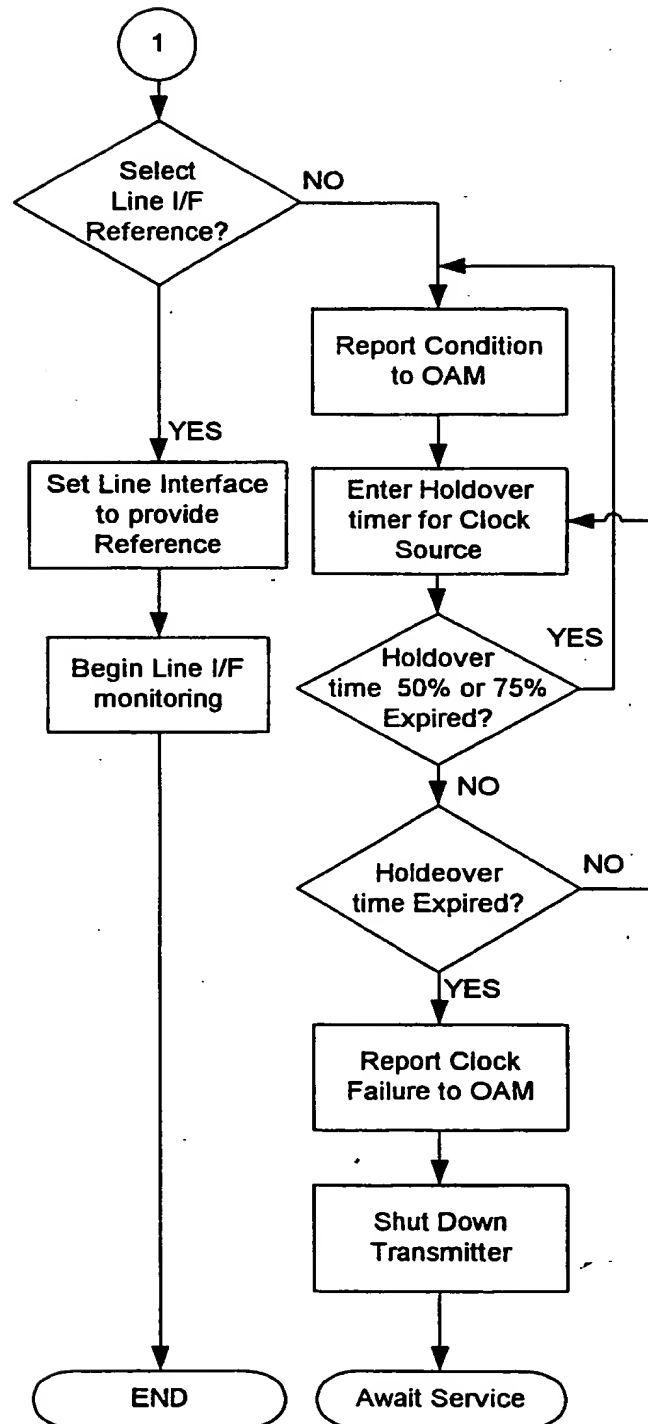 1
Select
Line I/F
Reference?
NO
YES
Set Line Interface
to provide
Reference
Begin Line I/F
monitoring
END
Report Condition
to OAM
Enter Holdover
timer for Clock
Source
YES
Holdover
time 50% or 75%
Expired?
NO
Holdeover
time Expired?
NO
YES
Report Clock
Failure to OAM
Shut Down
Transmitter
Await Service